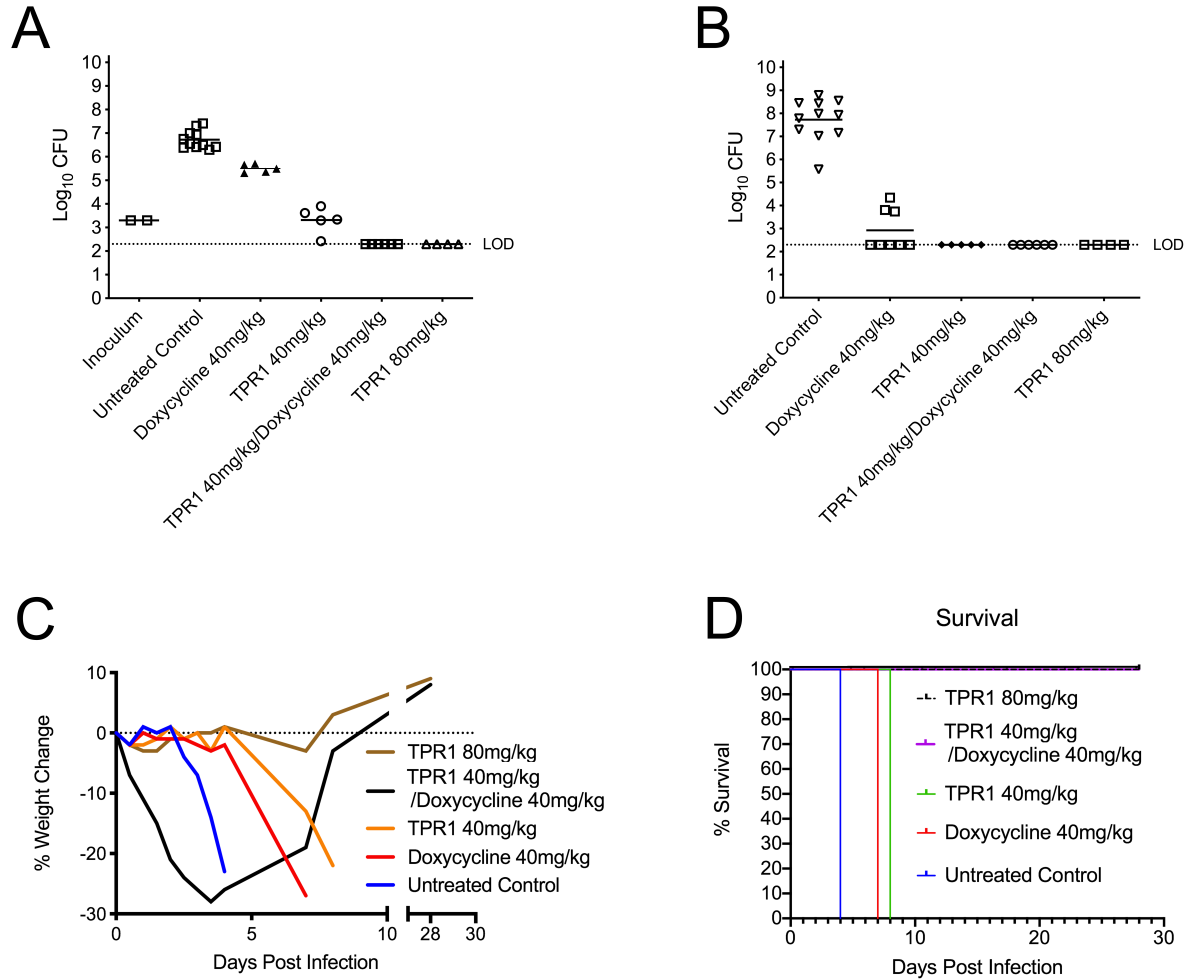 A
10
9
8
7
6
5
4
3
2
1
0
Log10 CFU
LOD
Inoculum
Untreated Control
Doxycycline 40mg/kg
TPR1 40mg/kg
TPR1 40mg/kg/Doxycycline 40mg/kg
TPR1 80mg/kg
B
10
9
8
7
6
5
4
3
2
1
0
Log10 CFU
LOD
Untreated Control
Doxycycline 40mg/kg
TPR1 40mg/kg
TPR1 40mg/kg/Doxycycline 40mg/kg
TPR1 80mg/kg
C
10
0
-10
-20
-30
% Weight Change
TPR1 80mg/kg
TPR1 40mg/kg
/Doxycycline 40mg/kg
TPR1 40mg/kg
Doxycycline 40mg/kg
Untreated Control
0 5 10 28 30
Days Post Infection
D
Survival
100
90
80
70
60
50
40
30
20
10
0
% Survival
TPR1 80mg/kg
TPR1 40mg/kg
/Doxycycline 40mg/kg
TPR1 40mg/kg
Doxycycline 40mg/kg
Untreated Control
0 10 20 30
Days Post Infection